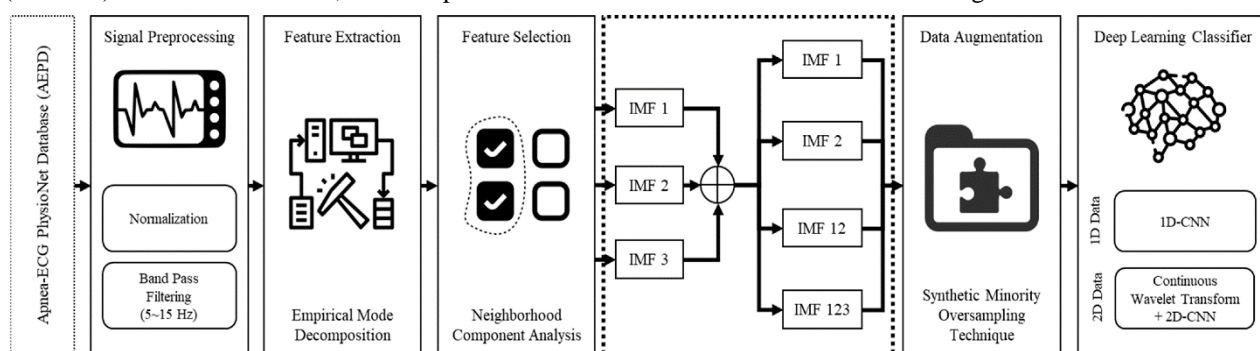 Apnea-ECG PhysioNet Database (AEPD)
Signal Preprocessing
Normalization
Band Pass
Filtering
(5~15 Hz)
Feature Extraction
Empirical Mode
Decomposition
Feature Selection
Neighborhood
Component Analysis
IMF 1
IMF 2
IMF 3
IMF 1
IMF 2
IMF 12
IMF 123
Data Augmentation
Synthetic Minority
Oversampling
Technique
Deep Learning Classifier
1D Data
1D-CNN
2D Data
Continuous
Wavelet Transform
+ 2D-CNN